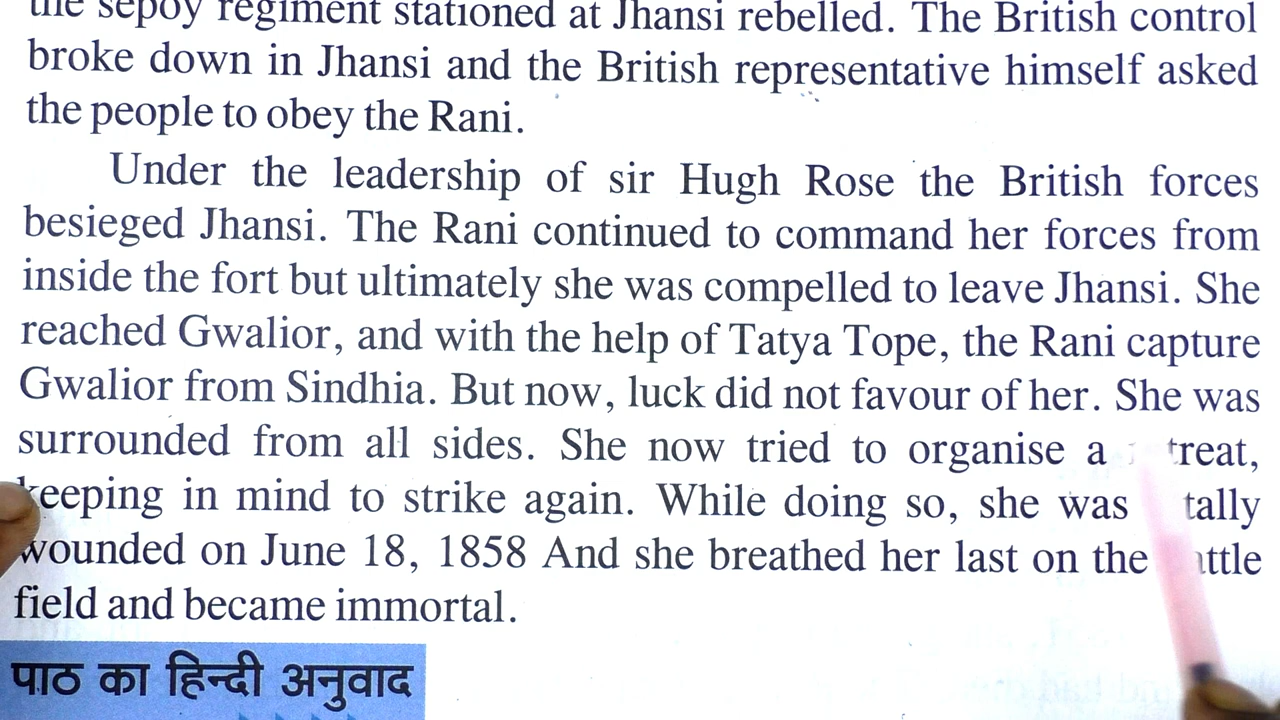 the sepoy regiment stationed at Jhansi rebelled. The British control
broke down in Jhansi and the British representative himself asked
the people to obey the Rani.
Under the leadership of sir Hugh Rose the British forces
besieged Jhansi. The Rani continued to command her forces from
inside the fort but ultimately she was compelled to leave Jhansi. She
reached Gwalior, and with the help of Tatya Tope, the Rani capture
Gwalior from Sindhia. But now, luck did not favour of her. She was
surrounded from all sides. She now tried to organise a
keeping in mind to strike again. While doing so, she was
wounded on June 18, 1858 And she breathed her last on the
field and became immortal.
पाठ का हिन्दी अनुवाद